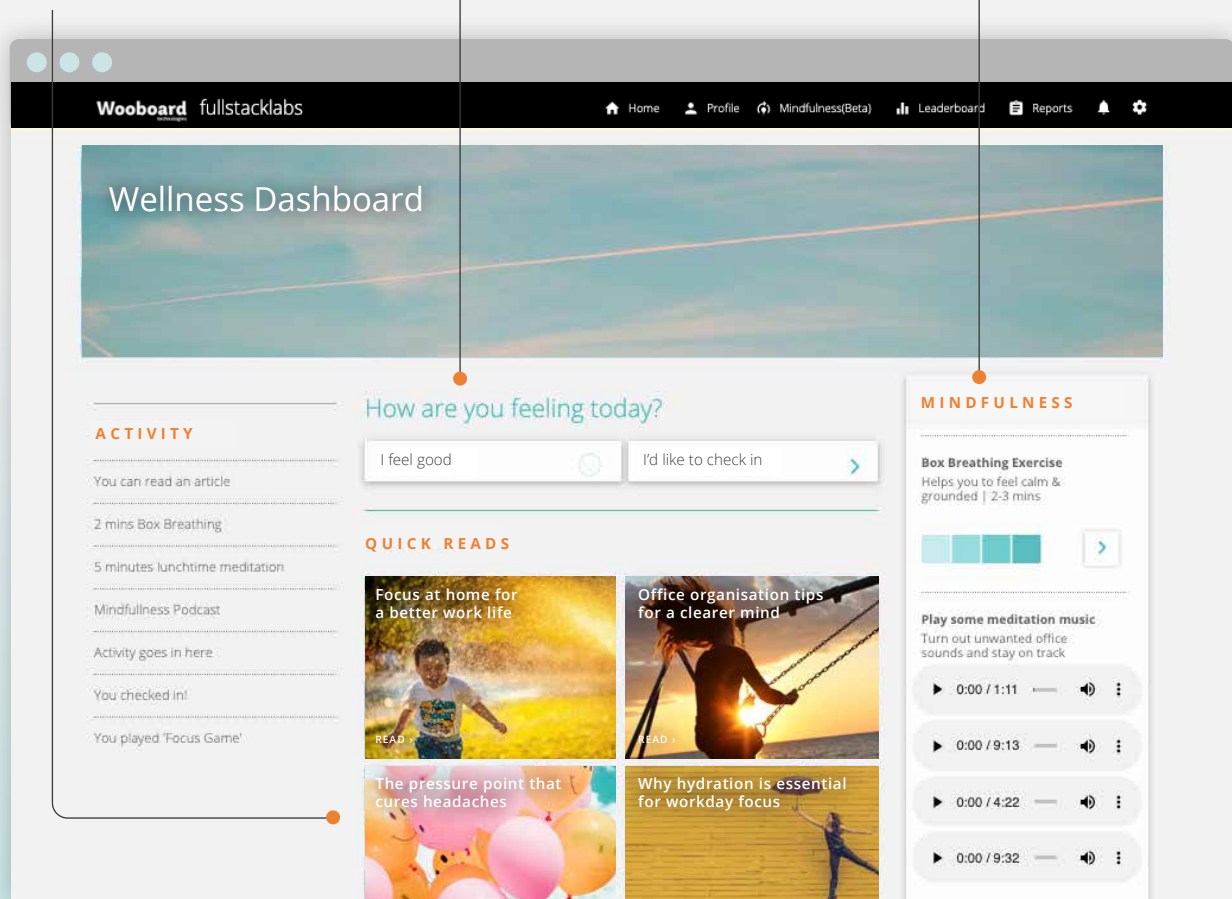 Wooboard
technologies
fullstacklabs
Home
Profile
Mindfulness(Beta)
Leaderboard
Reports
Wellness Dashboard
ACTIVITY
You can read an article
2 mins Box Breathing
5 minutes lunchtime meditation
Mindfullness Podcast
Activity goes in here
You checked in!
You played 'Focus Game'
How are you feeling today?
I feel good
I'd like to check in
QUICK READS
Focus at home for
a better work life
READ ›
Office organisation tips
for a clearer mind
READ ›
The pressure point that
cures headaches
Why hydration is essential
for workday focus
MINDFULNESS
Box Breathing Exercise
Helps you to feel calm &
grounded | 2-3 mins
Play some meditation music
Turn out unwanted office
sounds and stay on track
0:00 / 1:11
0:00 / 9:13
0:00 / 4:22
0:00 / 9:32